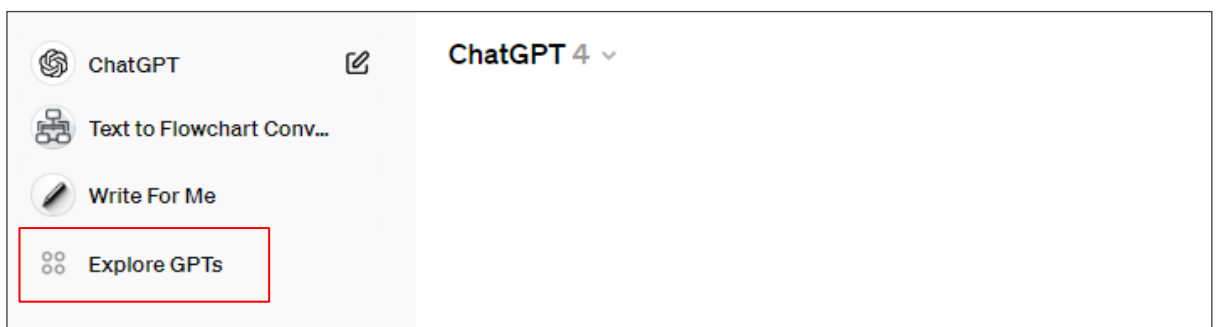 ChatGPT
Text to Flowchart Conv...
Write For Me
Explore GPTs
ChatGPT 4